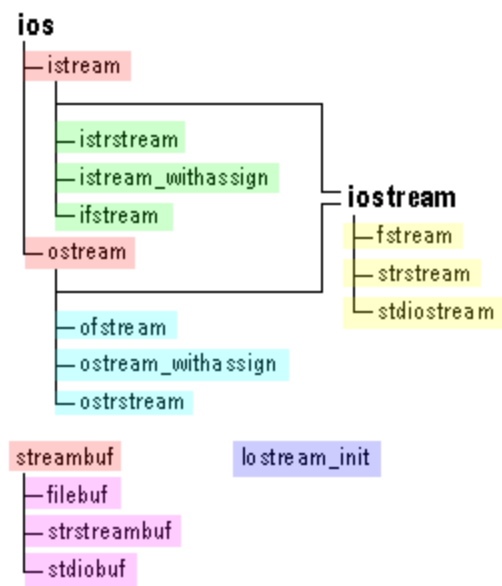 ios
istream
istrstream
istream_withassign
ifstream
ostream
iostream
fstream
strstream
stdiostream
ofstream
ostream_withassign
ostrstream
streambuf
filebuf
strstreambuf
stdiobuf
Iostream_init